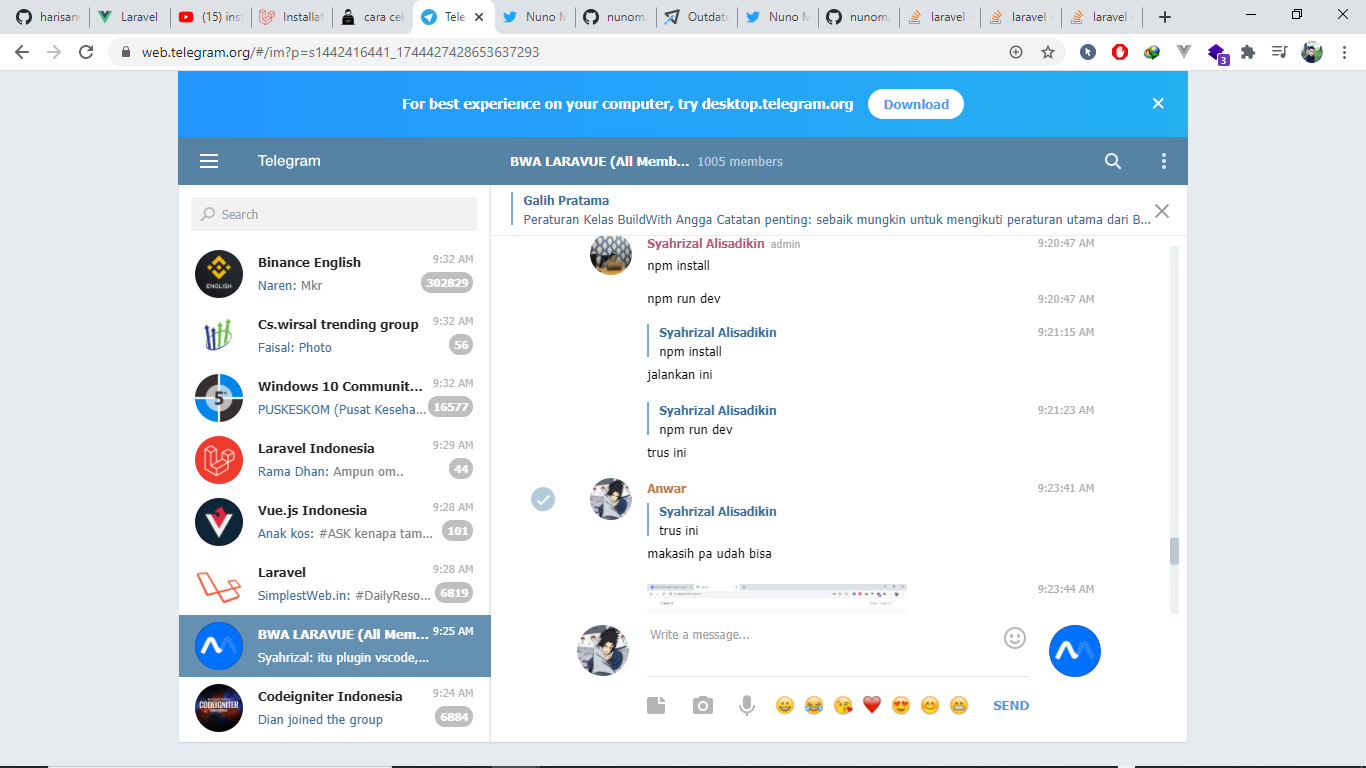 harisanw
Laravel
(15) inst
Installat
cara cek
Tele
Nuno M
nunoma
Outdate
Nuno M
nunoma
laravel -
laravel -
laravel -
web.telegram.org/#/im?p=s1442416441_1744427428653637293
3
For best experience on your computer, try desktop.telegram.org
Download
Telegram
BWA LARAVUE (All Memb... 1005 members
Search
Binance English 9:32 AM
Naren: Mkr 302829
ENGLISH
Cs.wirsal trending group 9:32 AM
Faisal: Photo 56
Windows 10 Communit... 9:32 AM
PUSKESKOM (Pusat Keseha... 16577
Laravel Indonesia 9:29 AM
Rama Dhan: Ampun om.. 44
Vue.js Indonesia 9:28 AM
Anak kos: #ASK kenapa tam... 101
Laravel 9:28 AM
SimplestWeb.in: #DailyReso... 6819
BWA LARAVUE (All Mem... 9:25 AM
Syahrizal: itu plugin vscode,...
Codeigniter Indonesia 9:24 AM
Dian joined the group 6884
CODEIGNITER
Galih Pratama
Peraturan Kelas BuildWith Angga Catatan penting: sebaik mungkin untuk mengikuti peraturan utama dari B...
Syahrizal Alisadikin admin 9:20:47 AM
npm install
npm run dev 9:20:47 AM
Syahrizal Alisadikin 9:21:15 AM
npm install
jalankan ini
Syahrizal Alisadikin 9:21:23 AM
npm run dev
trus ini
Anwar 9:23:41 AM
Syahrizal Alisadikin
trus ini
makasih pa udah bisa
9:23:44 AM
Write a message...
SEND